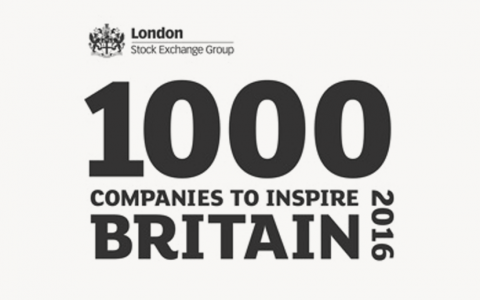 London
Stock Exchange Group
1000
COMPANIES TO INSPIRE
BRITAIN
2016